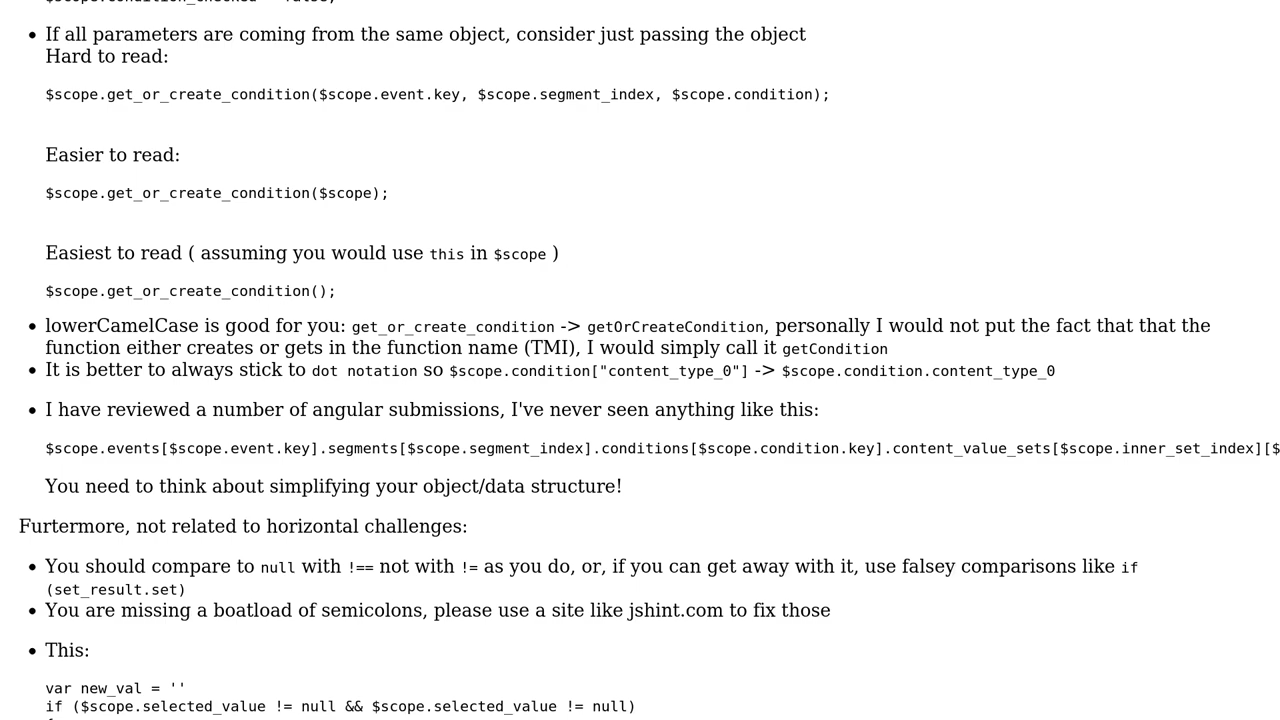 If all parameters are coming from the same object, consider just passing the object
Hard to read:
$scope.get_or_create_condition($scope.event.key, $scope.segment_index, $scope.condition);
Easier to read:
$scope.get_or_create_condition($scope);
Easiest to read ( assuming you would use this in $scope )
$scope.get_or_create_condition();
lowerCamelCase is good for you: get_or_create_condition -> getOrCreateCondition, personally I would not put the fact that that the
function either creates or gets in the function name (TMI), I would simply call it getCondition
It is better to always stick to dot notation so $scope.condition["content_type_0"] -> $scope.condition.content_type_0
I have reviewed a number of angular submissions, I've never seen anything like this:
$scope.events[$scope.event.key].segments[$scope.segment_index].conditions[$scope.condition.key].content_value_sets[$scope.inner_set_index][$
You need to think about simplifying your object/data structure!
Furtermore, not related to horizontal challenges:
You should compare to null with !== not with != as you do, or, if you can get away with it, use falsey comparisons like if
(set_result.set)
You are missing a boatload of semicolons, please use a site like jshint.com to fix those
This:
var new_val = ''
if ($scope.selected_value != null && $scope.selected_value != null)